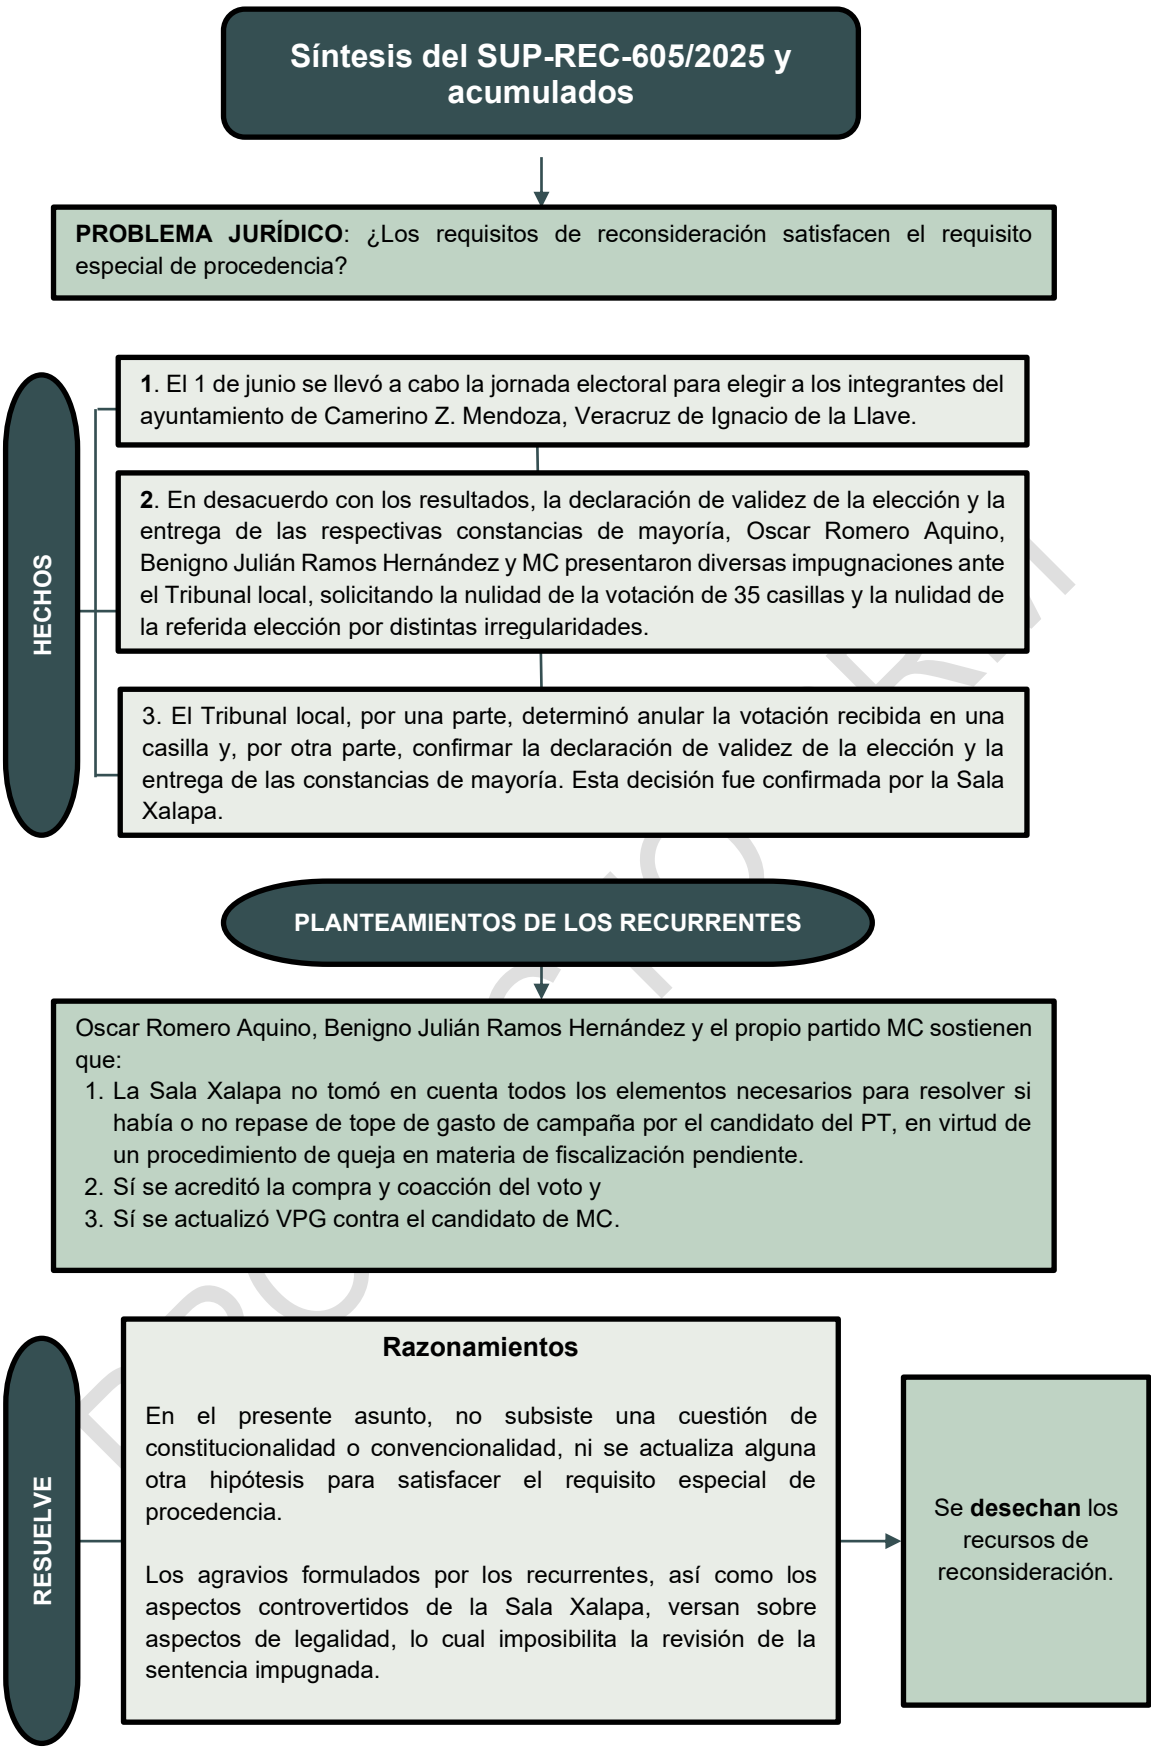 Síntesis del SUP-REC-605/2025 y
acumulados
PROBLEMA JURÍDICO: ¿Los requisitos de reconsideración satisfacen el requisito
especial de procedencia?
HECHOS
1. El 1 de junio se llevó a cabo la jornada electoral para elegir a los integrantes del
ayuntamiento de Camerino Z. Mendoza, Veracruz de Ignacio de la Llave.
2. En desacuerdo con los resultados, la declaración de validez de la elección y la
entrega de las respectivas constancias de mayoría, Oscar Romero Aquino,
Benigno Julián Ramos Hernández y MC presentaron diversas impugnaciones ante
el Tribunal local, solicitando la nulidad de la votación de 35 casillas y la nulidad de
la referida elección por distintas irregularidades.
3. El Tribunal local, por una parte, determinó anular la votación recibida en una
casilla y, por otra parte, confirmar la declaración de validez de la elección y la
entrega de las constancias de mayoría. Esta decisión fue confirmada por la Sala
Xalapa.
PLANTEAMIENTOS DE LOS RECURRENTES
Oscar Romero Aquino, Benigno Julián Ramos Hernández y el propio partido MC sostienen
que:
1. La Sala Xalapa no tomó en cuenta todos los elementos necesarios para resolver si
había o no repase de tope de gasto de campaña por el candidato del PT, en virtud de
un procedimiento de queja en materia de fiscalización pendiente.
2. Sí se acreditó la compra y coacción del voto y
3. Sí se actualizó VPG contra el candidato de MC.
RESUELVE
Razonamientos
En el presente asunto, no subsiste una cuestión de
constitucionalidad o convencionalidad, ni se actualiza alguna
otra hipótesis para satisfacer el requisito especial de
procedencia.
Los agravios formulados por los recurrentes, así como los
aspectos controvertidos de la Sala Xalapa, versan sobre
aspectos de legalidad, lo cual imposibilita la revisión de la
sentencia impugnada.
Se desechan los
recursos de
reconsideración.